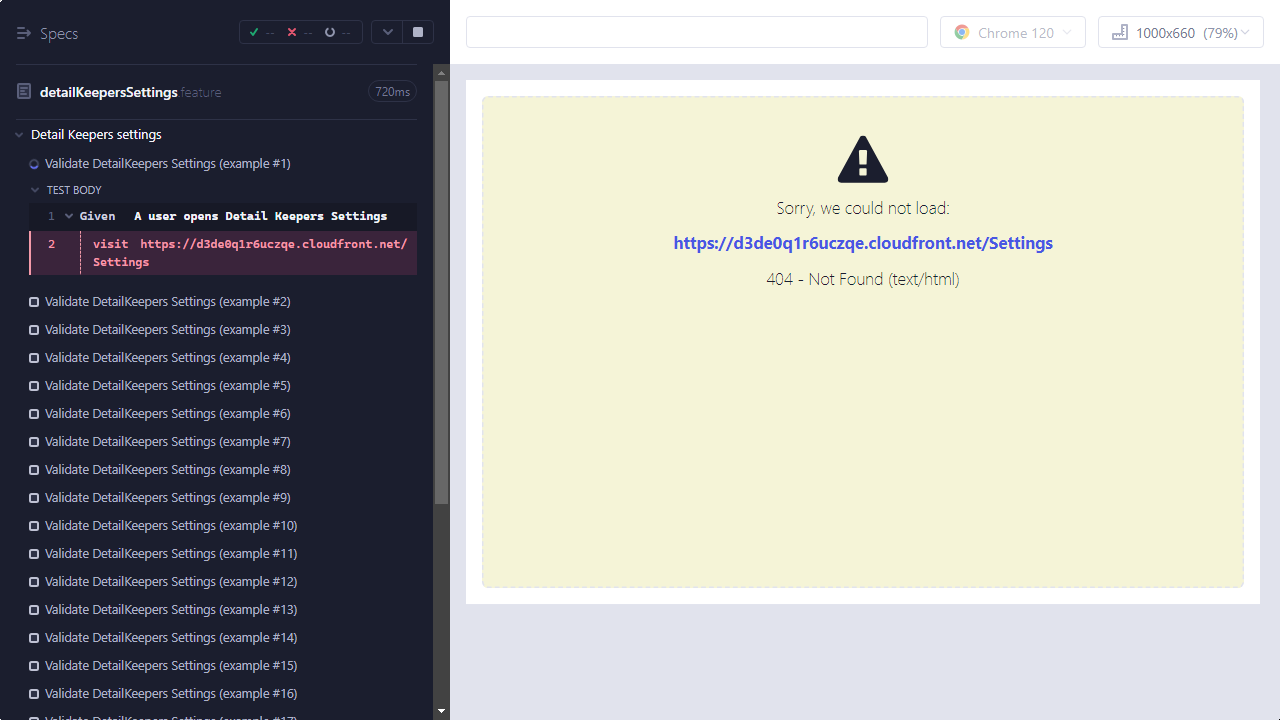 Specs
--
--
--
Chrome 120
1000x660 (79%)
detailKeepersSettings feature
720ms
Detail Keepers settings
Validate DetailKeepers Settings (example #1)
TEST BODY
1 Given A user opens Detail Keepers Settings
2 visit https://d3de0q1r6uczqe.cloudfront.net/
Settings
Validate DetailKeepers Settings (example #2)
Validate DetailKeepers Settings (example #3)
Validate DetailKeepers Settings (example #4)
Validate DetailKeepers Settings (example #5)
Validate DetailKeepers Settings (example #6)
Validate DetailKeepers Settings (example #7)
Validate DetailKeepers Settings (example #8)
Validate DetailKeepers Settings (example #9)
Validate DetailKeepers Settings (example #10)
Validate DetailKeepers Settings (example #11)
Validate DetailKeepers Settings (example #12)
Validate DetailKeepers Settings (example #13)
Validate DetailKeepers Settings (example #14)
Validate DetailKeepers Settings (example #15)
Validate DetailKeepers Settings (example #16)
Validate DetailKeepers Settings (example #17)
Sorry, we could not load:
https://d3de0q1r6uczqe.cloudfront.net/Settings
404 - Not Found (text/html)